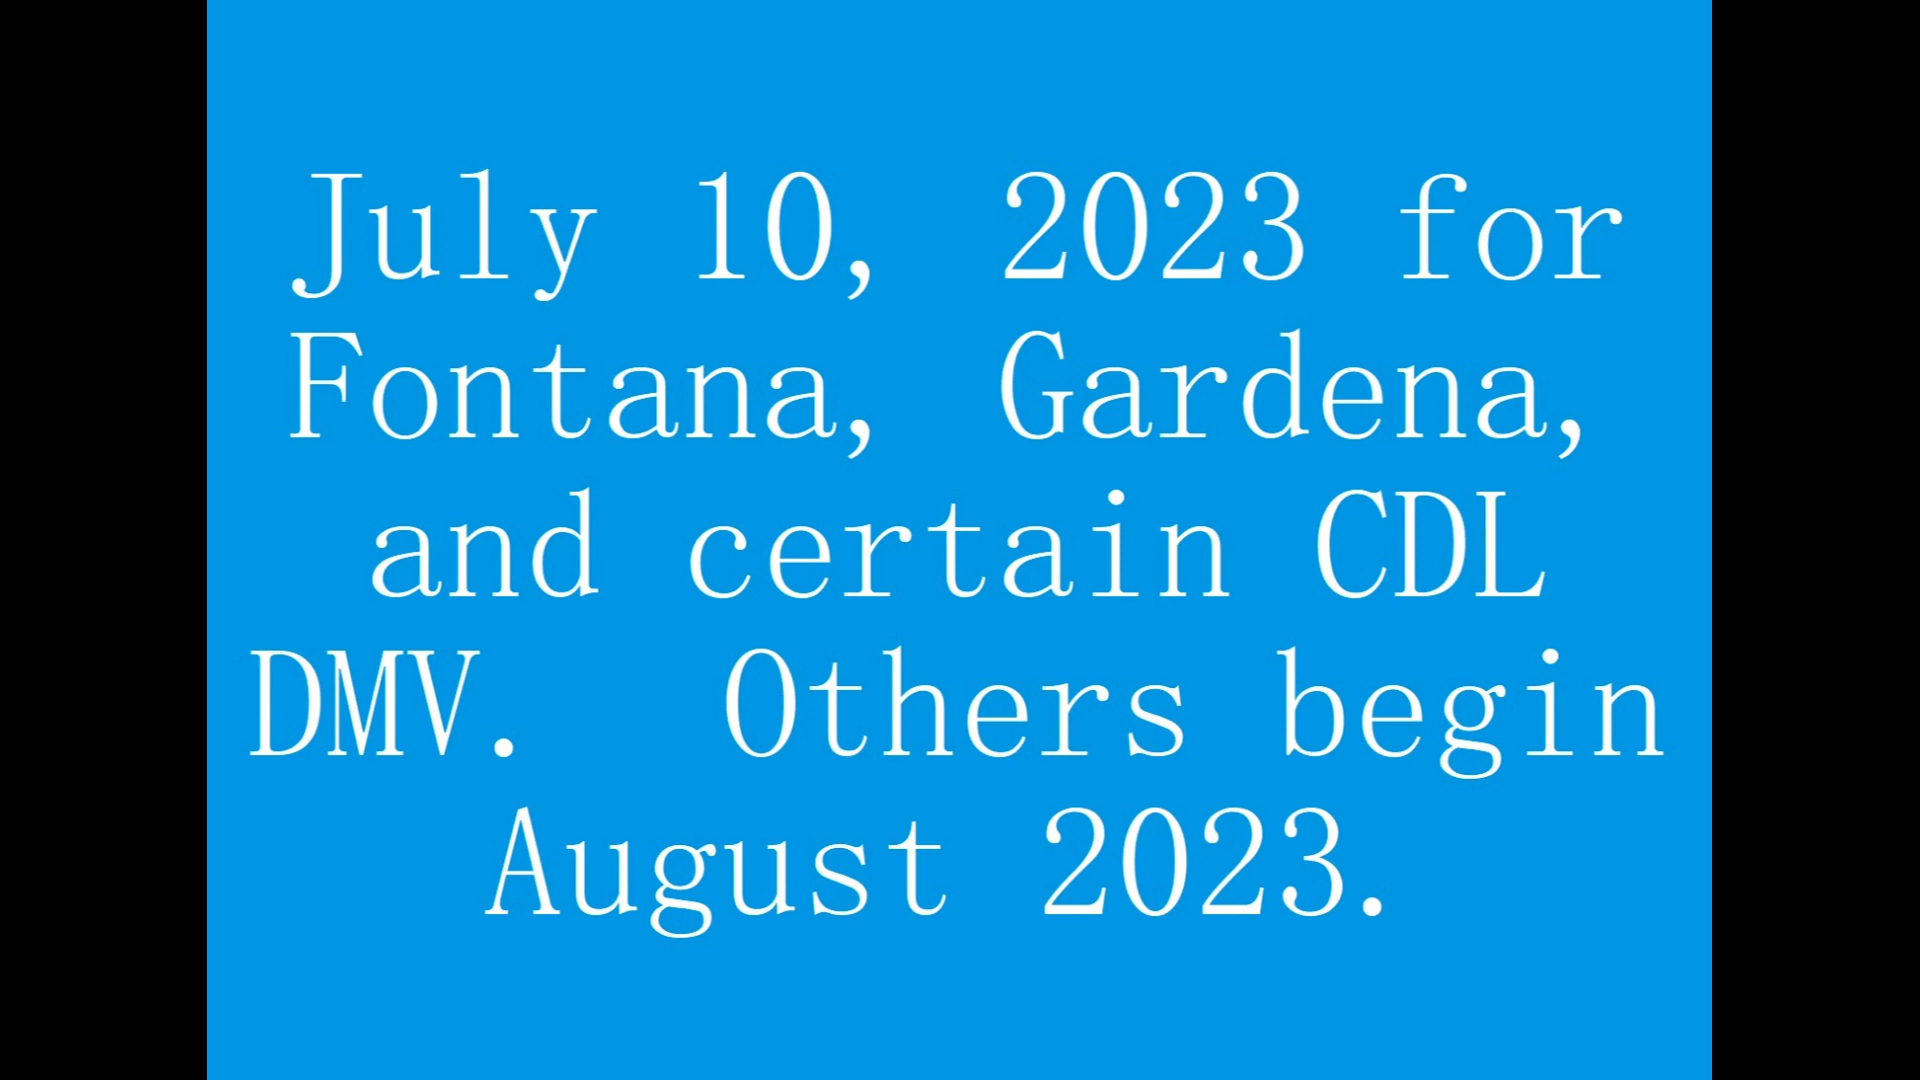 July 10, 2023 for
Fontana, Gardena,
and certain CDL
DMV.  Others begin
August 2023.